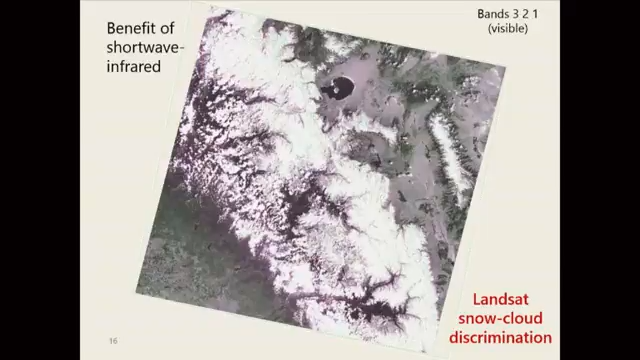 Benefit of
shortwave-
infrared
Bands 3 2 1
(visible)
Landsat
snow-cloud
discrimination
16